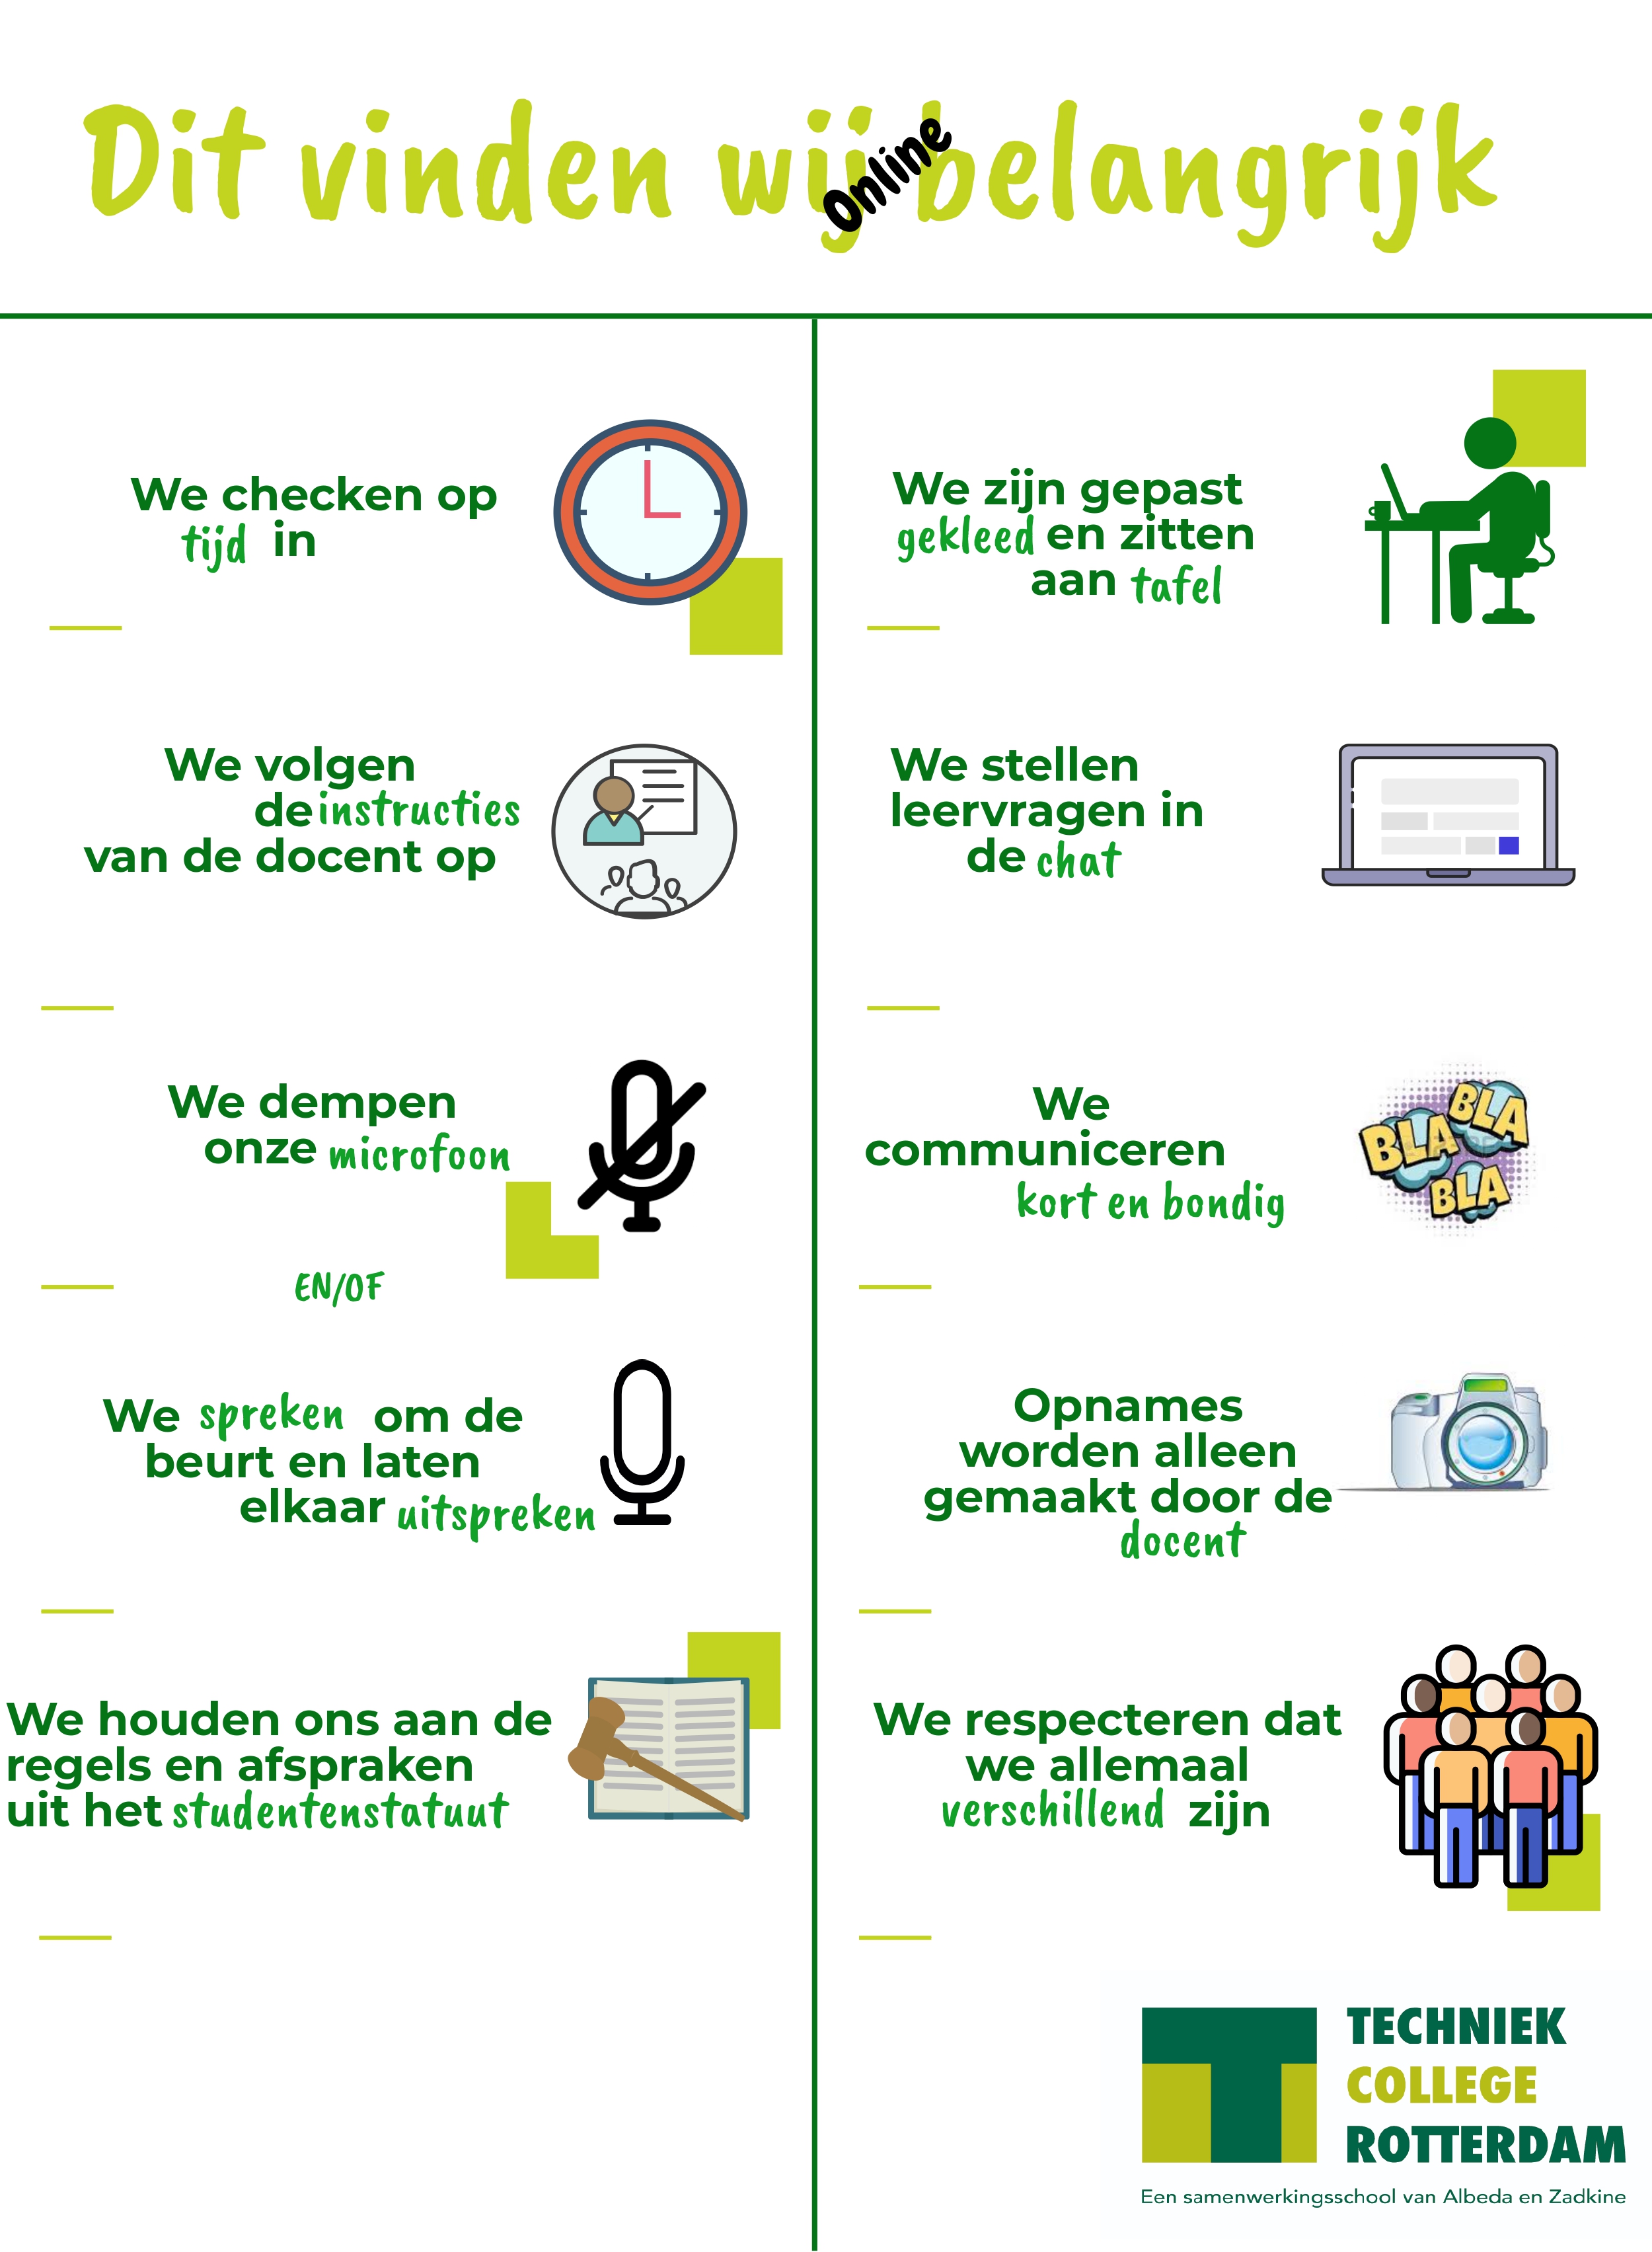 Dit vinden wij Online belangrijk
We checken op
tijd in
We volgen
de instructies
van de docent op
We dempen
onze microfoon
EN/OF
We spreken om de
beurt en laten
elkaar uitspreken
We houden ons aan de
regels en afspraken
uit het studentenstatuut
We zijn gepast
gekleed en zitten
aan tafel
We stellen
leervragen in
de chat
We
communiceren
kort en bondig
BLA
BLA
BLA
Opnames
worden alleen
gemaakt door de
docent
We respecteren dat
we allemaal
verschillend zijn
TECHNIEK
COLLEGE
ROTTERDAM
Een samenwerkingsschool van Albeda en Zadkine